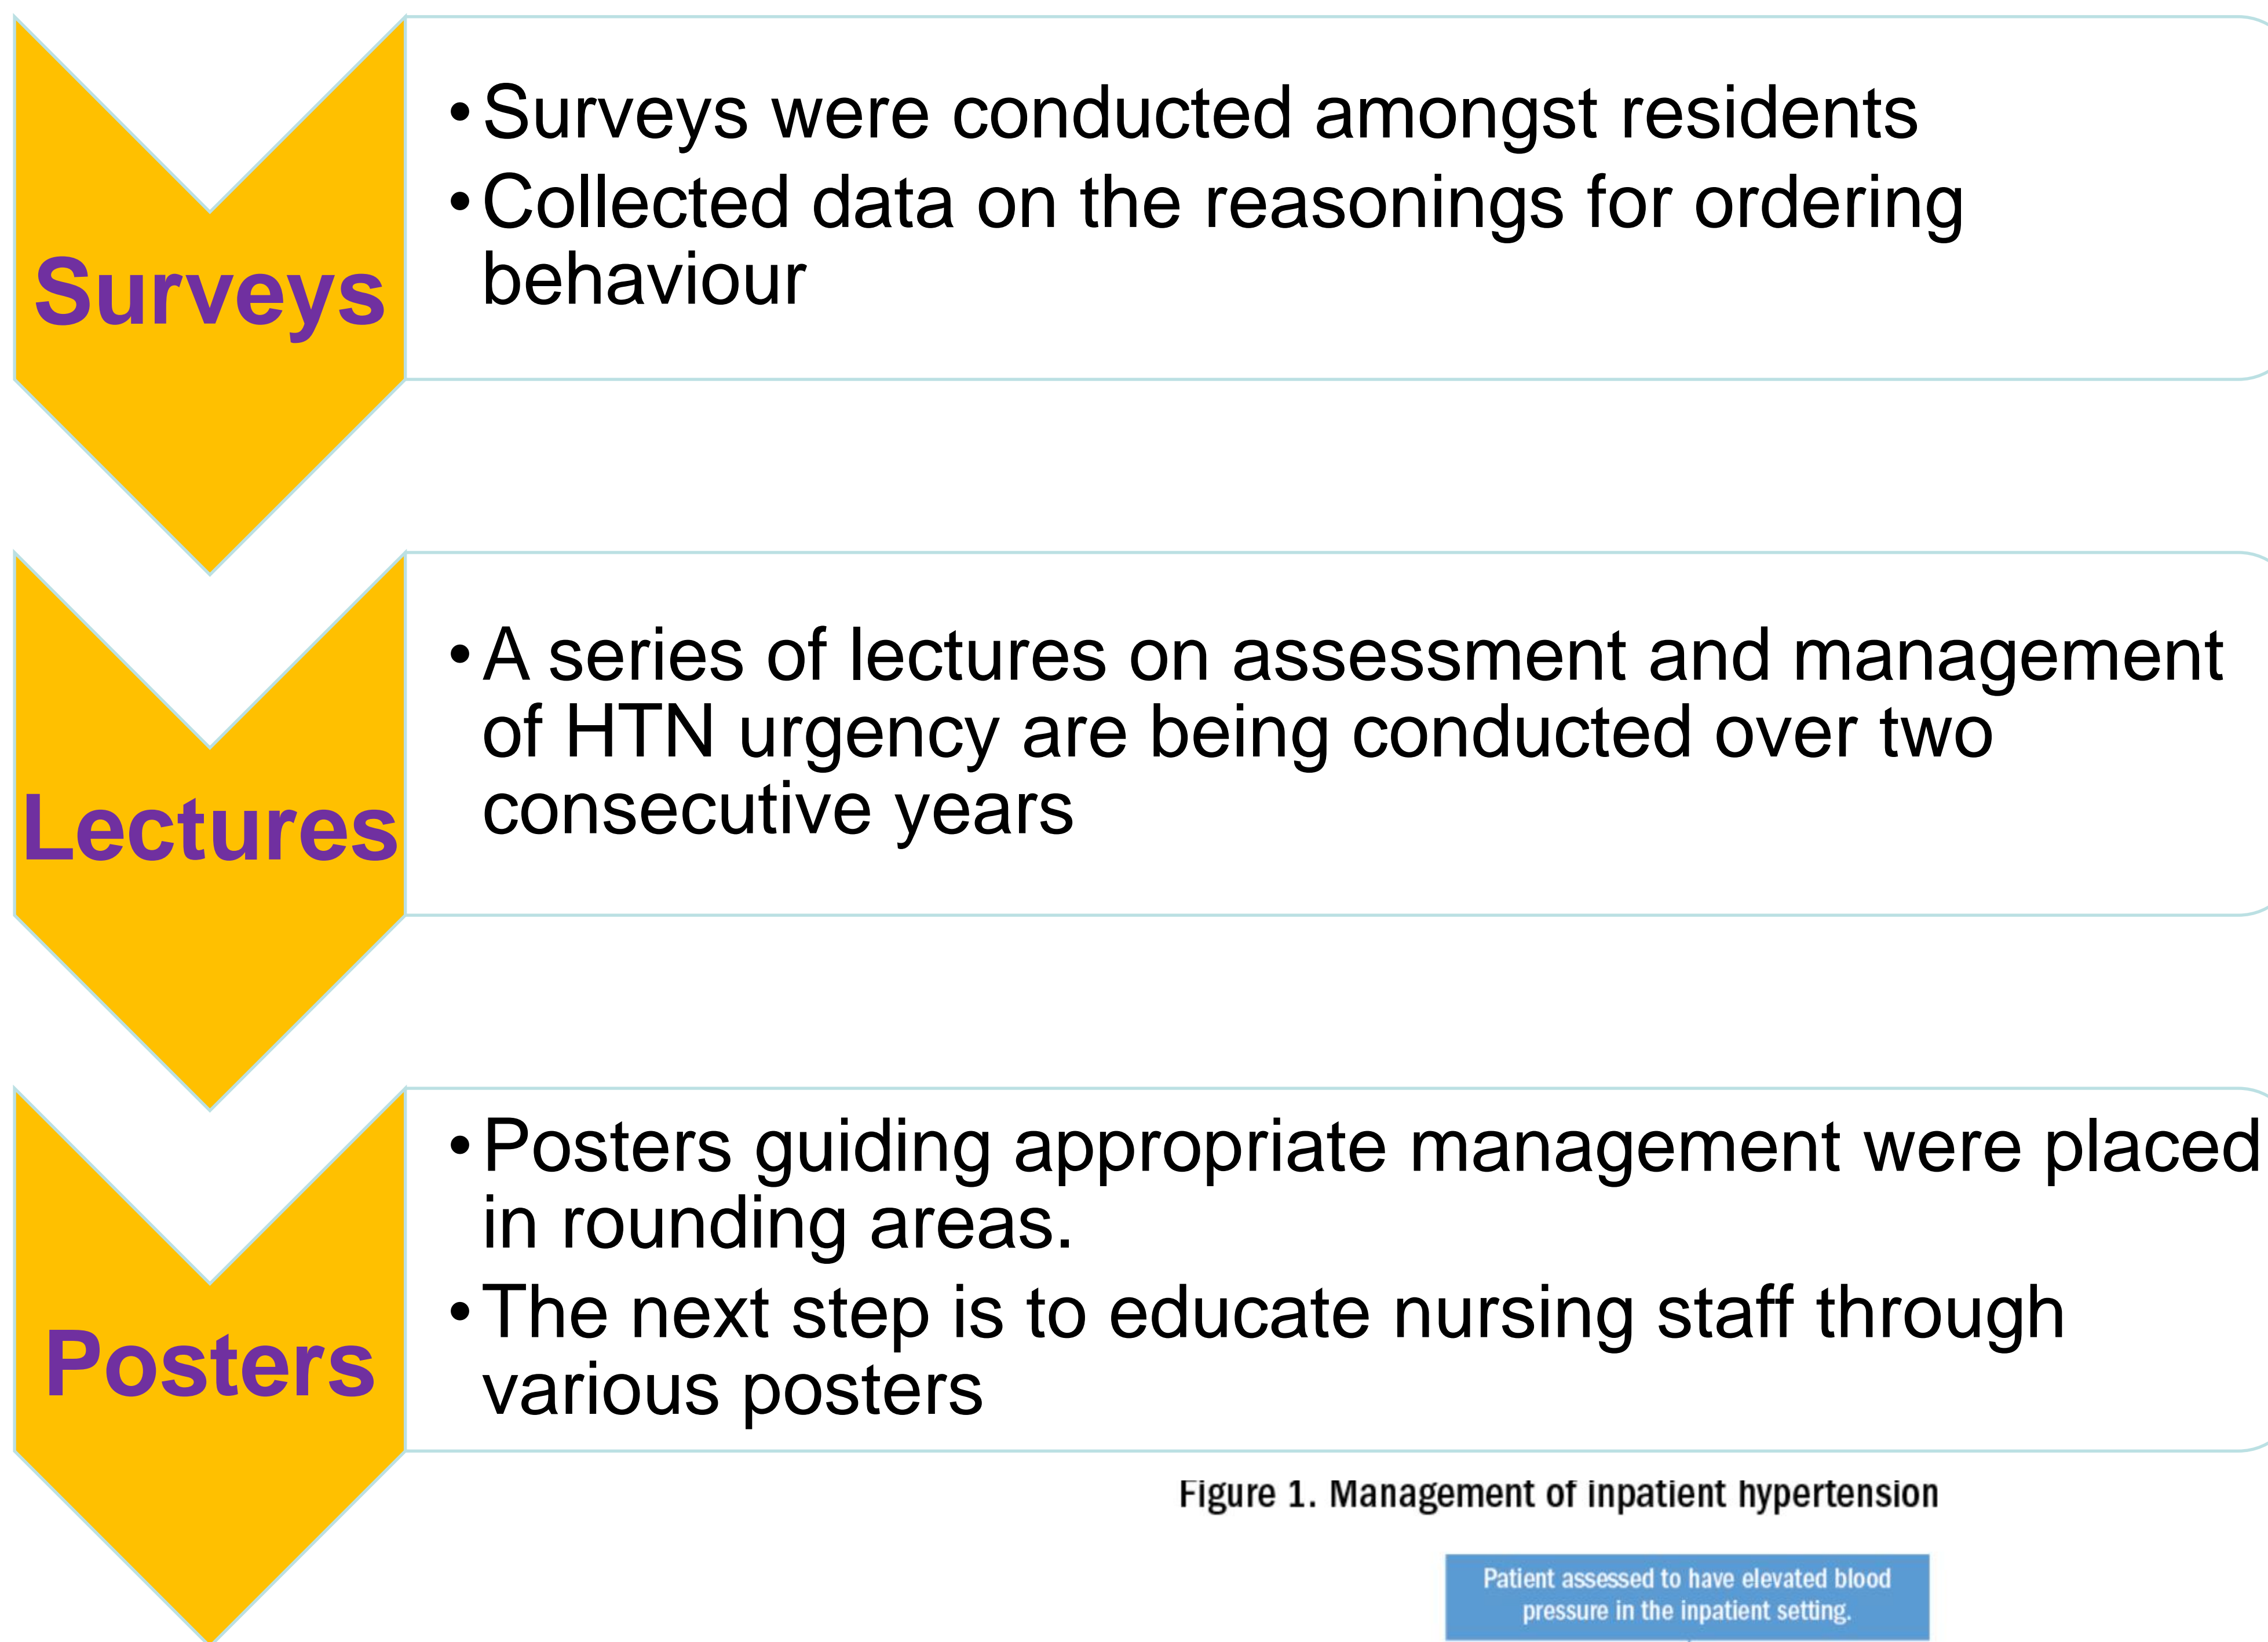 Surveys
• Surveys were conducted amongst residents
• Collected data on the reasonings for ordering
behaviour
Lectures
• A series of lectures on assessment and management
of HTN urgency are being conducted over two
consecutive years
Posters
• Posters guiding appropriate management were placed
in rounding areas.
• The next step is to educate nursing staff through
various posters
Figure 1. Management of inpatient hypertension
Patient assessed to have elevated blood
pressure in the inpatient setting.